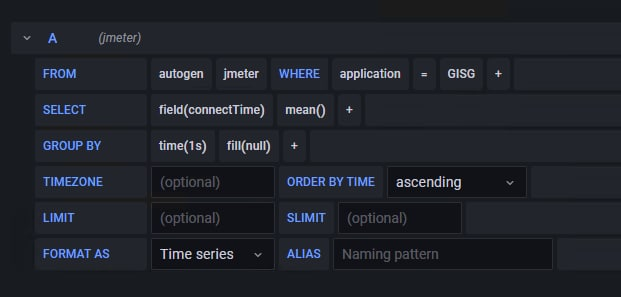 A (jmeter)
FROM autogen jmeter WHERE application = GISG +
SELECT field(connectTime) mean() +
GROUP BY time(1s) fill(null) +
TIMEZONE (optional) ORDER BY TIME ascending
LIMIT (optional) SLIMIT (optional)
FORMAT AS Time series ALIAS Naming pattern